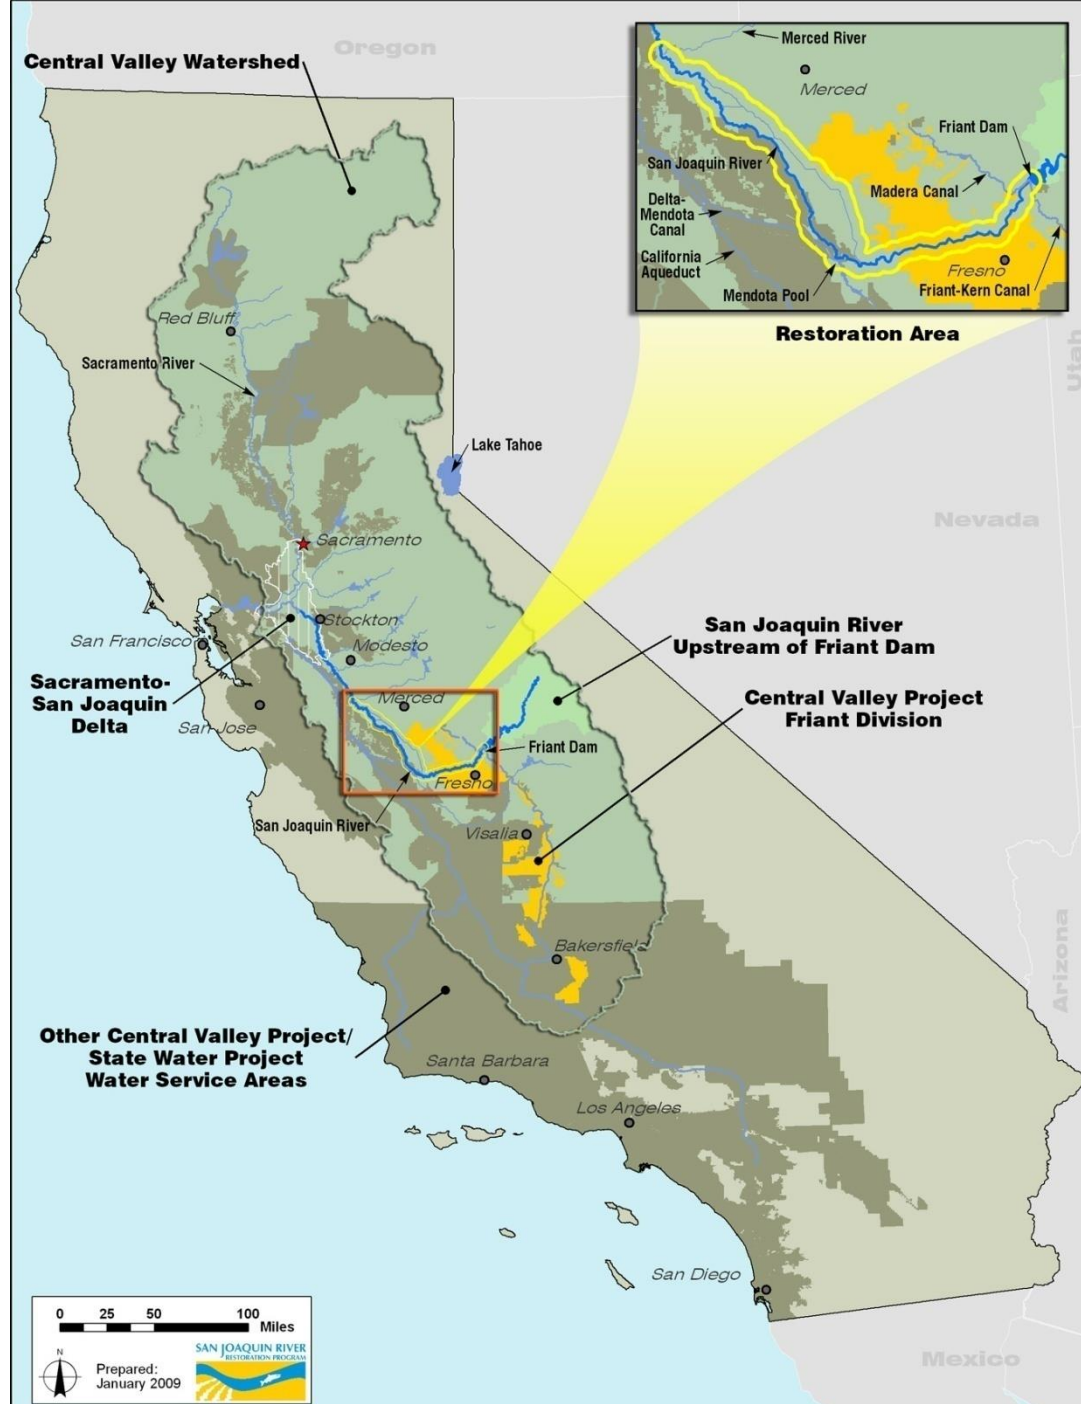 Oregon
Central Valley Watershed
Merced River
Merced
Friant Dam
San Joaquin River
Madera Canal
Delta-
Mendota
Canal
California
Aqueduct
Fresno
Mendota Pool
Friant-Kern Canal
Restoration Area
Utah
Red Bluff
Sacramento River
Lake Tahoe
Nevada
Sacramento
Stockton
San Francisco
Modesto
San Joaquin River
Upstream of Friant Dam
Sacramento-
San Joaquin
Delta
Merced
Central Valley Project
Friant Division
San Jose
Friant Dam
Fresno
San Joaquin River
Visalia
Arizona
Bakersfield
Other Central Valley Project/
State Water Project
Water Service Areas
Santa Barbara
Los Angeles
San Diego
Mexico
0 25 50 100
Miles
N
Prepared:
January 2009
SAN JOAQUIN RIVER
RESTORATION PROGRAM